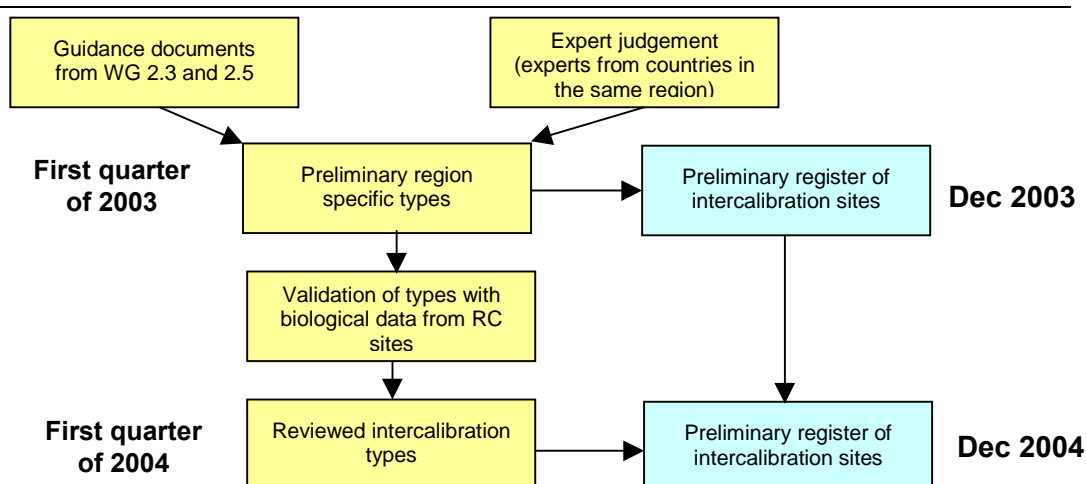 Guidance documents
from WG 2.3 and 2.5
Expert judgement
(experts from countries in
the same region)
First quarter
of 2003
Preliminary region
specific types
Preliminary register of
intercalibration sites
Dec 2003
Validation of types with
biological data from RC
sites
First quarter
of 2004
Reviewed intercalibration
types
Preliminary register of
intercalibration sites
Dec 2004